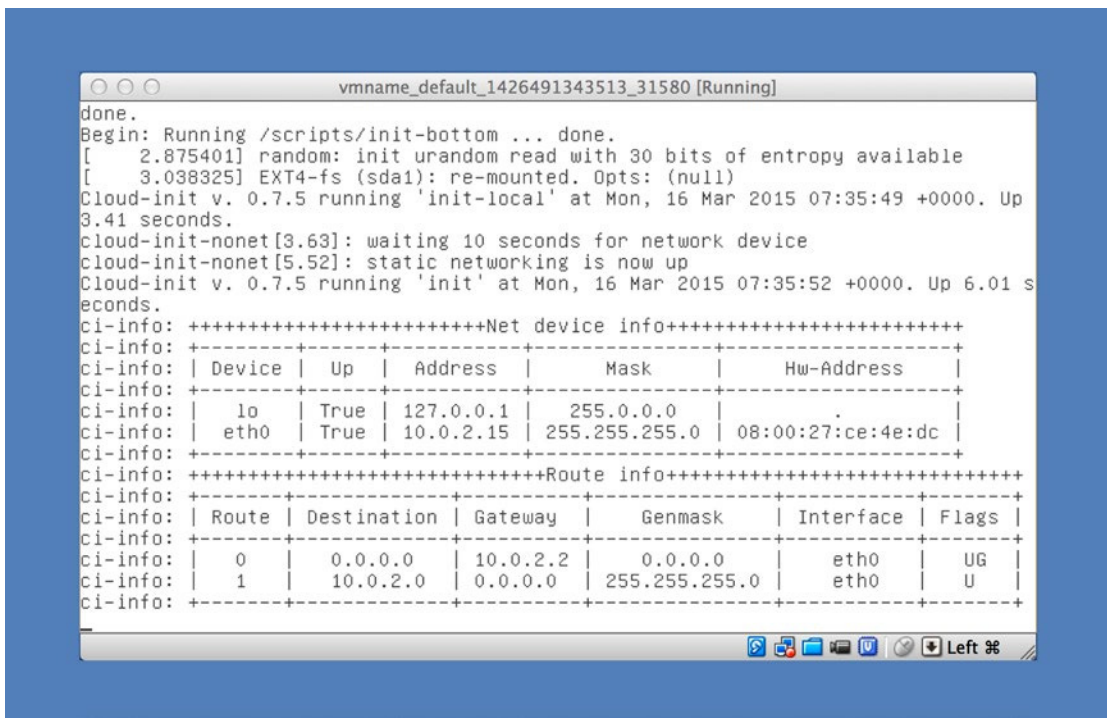 vmname_default_1426491343513_31580 [Running]
done.
Begin: Running /scripts/init-bottom ... done.
[    2.875401] random: init urandom read with 30 bits of entropy available
[    3.038325] EXT4-fs (sda1): re-mounted. Opts: (null)
Cloud-init v. 0.7.5 running 'init-local' at Mon, 16 Mar 2015 07:35:49 +0000. Up
3.41 seconds.
cloud-init-nonet[3.63]: waiting 10 seconds for network device
cloud-init-nonet[5.52]: static networking is now up
Cloud-init v. 0.7.5 running 'init' at Mon, 16 Mar 2015 07:35:52 +0000. Up 6.01 s
econds.
ci-info: +++++++++++++++++++++++++Net device info+++++++++++++++++++++++++
ci-info: +--------+------+-----------+---------------+-------------------+
ci-info: | Device |  Up  |  Address  |      Mask     |     Hw-Address    |
ci-info: +--------+------+-----------+---------------+-------------------+
ci-info: |   lo   | True | 127.0.0.1 |   255.0.0.0   |         .         |
ci-info: |  eth0  | True | 10.0.2.15 | 255.255.255.0 | 08:00:27:ce:4e:dc |
ci-info: +--------+------+-----------+---------------+-------------------+
ci-info: ++++++++++++++++++++++++++++++Route info++++++++++++++++++++++++++++++
ci-info: +-------+-------------+----------+---------------+-----------+-------+
ci-info: | Route | Destination | Gateway  |    Genmask    | Interface | Flags |
ci-info: +-------+-------------+----------+---------------+-----------+-------+
ci-info: |   0   |   0.0.0.0   | 10.0.2.2 |    0.0.0.0    |    eth0   |   UG  |
ci-info: |   1   |   10.0.2.0  | 0.0.0.0  | 255.255.255.0 |    eth0   |   U   |
ci-info: +-------+-------------+----------+---------------+-----------+-------+
_
Left ⌘